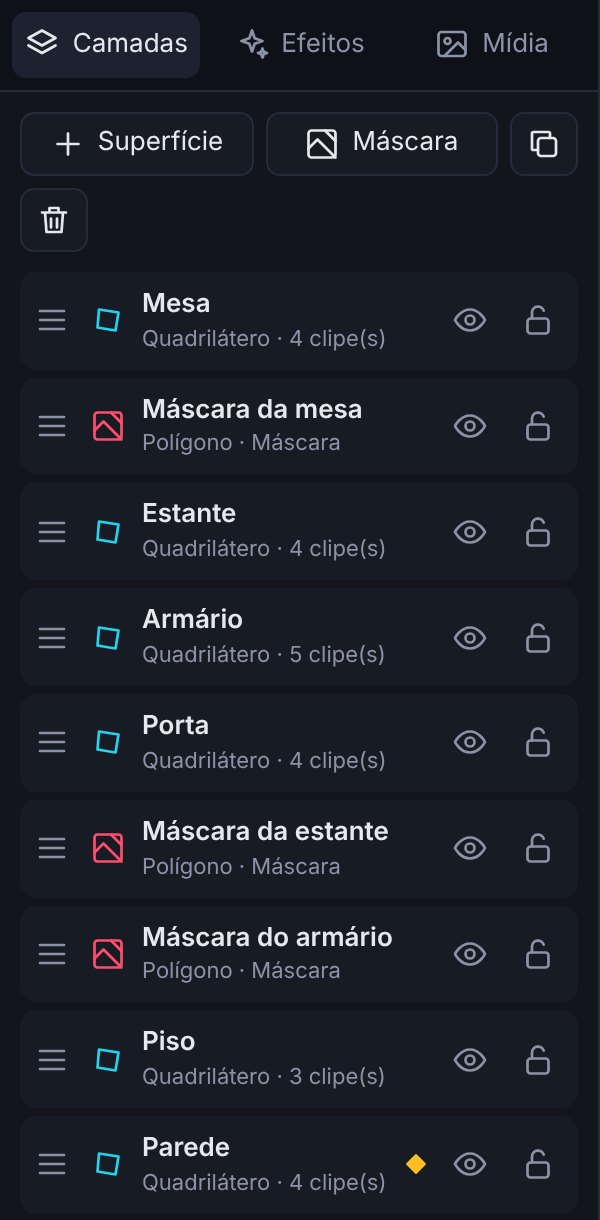 Camadas
Efeitos
Mídia
Superfície
Máscara
Mesa
Quadrilátero · 4 clipe(s)
Máscara da mesa
Polígono · Máscara
Estante
Quadrilátero · 4 clipe(s)
Armário
Quadrilátero · 5 clipe(s)
Porta
Quadrilátero · 4 clipe(s)
Máscara da estante
Polígono · Máscara
Máscara do armário
Polígono · Máscara
Piso
Quadrilátero · 3 clipe(s)
Parede
Quadrilátero · 4 clipe(s)